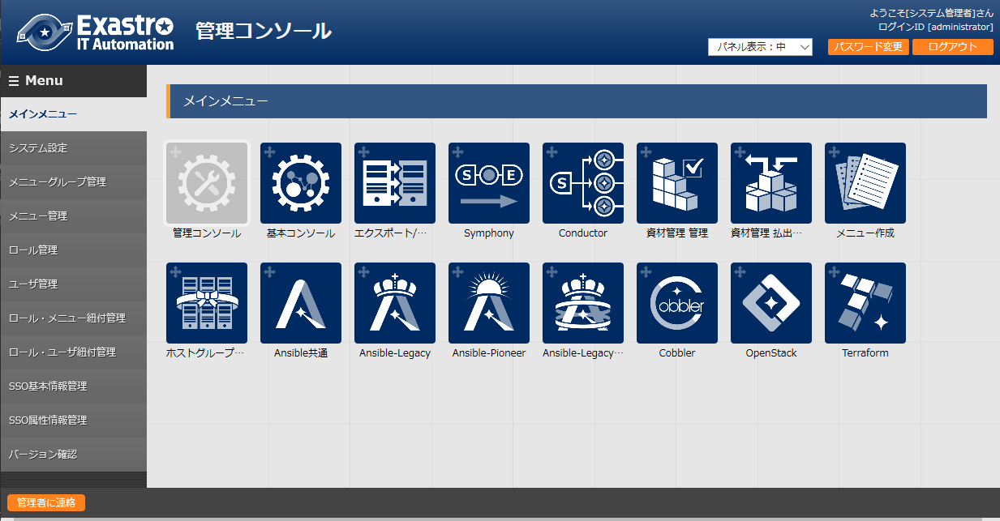 Exastro
IT Automation
管理コンソール
ようこそ[システム管理者]さん
ログインID [administrator]
パネル表示：中
パスワード変更
ログアウト
Menu
メインメニュー
システム設定
メニューグループ管理
メニュー管理
ロール管理
ユーザ管理
ロール・メニュー紐付管理
ロール・ユーザ紐付管理
SSO基本情報管理
SSO属性情報管理
バージョン確認
メインメニュー
S E
S
管理コンソール
基本コンソール
エクスポート/…
Symphony
Conductor
資材管理 管理
資材管理 払出…
メニュー作成
Cobbler
ホストグループ…
Ansible共通
Ansible-Legacy
Ansible-Pioneer
Ansible-Legacy…
Cobbler
OpenStack
Terraform
管理者に連絡